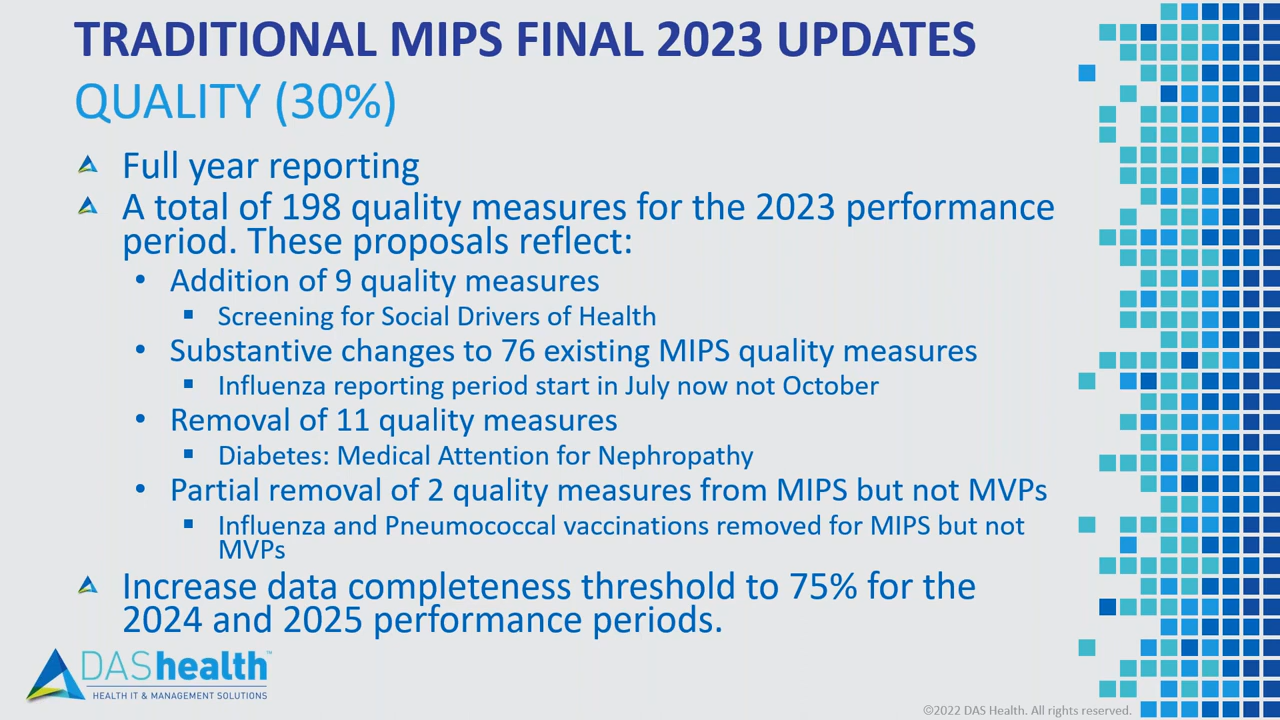 TRADITIONAL MIPS FINAL 2023 UPDATES
QUALITY (30%)
Full year reporting
A total of 198 quality measures for the 2023 performance
period. These proposals reflect:
• Addition of 9 quality measures
▪ Screening for Social Drivers of Health
• Substantive changes to 76 existing MIPS quality measures
▪ Influenza reporting period start in July now not October
• Removal of 11 quality measures
▪ Diabetes: Medical Attention for Nephropathy
• Partial removal of 2 quality measures from MIPS but not MVPs
▪ Influenza and Pneumococcal vaccinations removed for MIPS but not
MVPs
Increase data completeness threshold to 75% for the
2024 and 2025 performance periods.
DAShealth™
HEALTH IT & MANAGEMENT SOLUTIONS
©2022 DAS Health. All rights reserved.